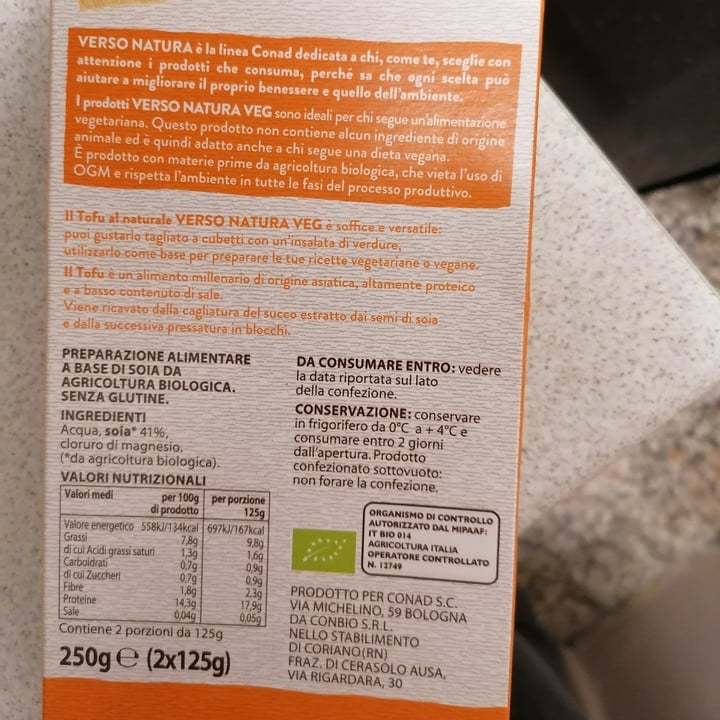 VERSO NATURA è la linea Conad dedicata a chi, come te, sceglie con
attenzione i prodotti che consuma, perché sa che ogni scelta può
aiutare a migliorare il proprio benessere e quello dell'ambiente.
I prodotti VERSO NATURA VEG sono ideali per chi segue un'alimentazione
vegetariana. Questo prodotto non contiene alcun ingrediente di origine
animale ed è quindi adatto anche a chi segue una dieta vegana.
È prodotto con materie prime da agricoltura biologica, che vieta l'uso di
OGM e rispetta l'ambiente in tutte le fasi del processo produttivo.
Il Tofu al naturale VERSO NATURA VEG è soffice e versatile:
puoi gustarlo tagliato a cubetti con un'insalata di verdure,
utilizzarlo come base per preparare le tue ricette vegetariane o vegane.
Il Tofu è un alimento millenario di origine asiatica, altamente proteico
e a basso contenuto di sale.
Viene ricavato dalla cagliatura del succo estratto dai semi di soia
e dalla successiva pressatura in blocchi.
PREPARAZIONE ALIMENTARE
A BASE DI SOIA DA
AGRICOLTURA BIOLOGICA.
SENZA GLUTINE.
INGREDIENTI
Acqua, soia* 41%,
cloruro di magnesio,
(*da agricoltura biologica).
VALORI NUTRIZIONALI
Valori medi per 100g di prodotto per porzione 125g
Valore energetico 558kJ/134kcal 697kJ/167kcal
Grassi 7,8g 9,8g
di cui Acidi grassi saturi 1,3g 1,6g
Carboidrati 0,7g 0,9g
di cui Zuccheri 0,7g 0,9g
Fibre 1,8g 2,3g
Proteine 14,3g 17,9g
Sale 0,04g 0,05g
Contiene 2 porzioni da 125g
250g e (2x125g)
DA CONSUMARE ENTRO: vedere
la data riportata sul lato
della confezione.
CONSERVAZIONE: conservare
in frigorifero da 0°C a + 4°C e
consumare entro 2 giorni
dall'apertura. Prodotto
confezionato sottovuoto:
non forare la confezione.
ORGANISMO DI CONTROLLO
AUTORIZZATO DAL MIPAAF:
IT BIO 014
AGRICOLTURA ITALIA
OPERATORE CONTROLLATO
N. 12749
PRODOTTO PER CONAD S.C.
VIA MICHELINO, 59 BOLOGNA
DA CONBIO S.R.L.
NELLO STABILIMENTO
DI CORIANO (RN)
FRAZ. DI CERASOLO AUSA,
VIA RIGARDARA, 30